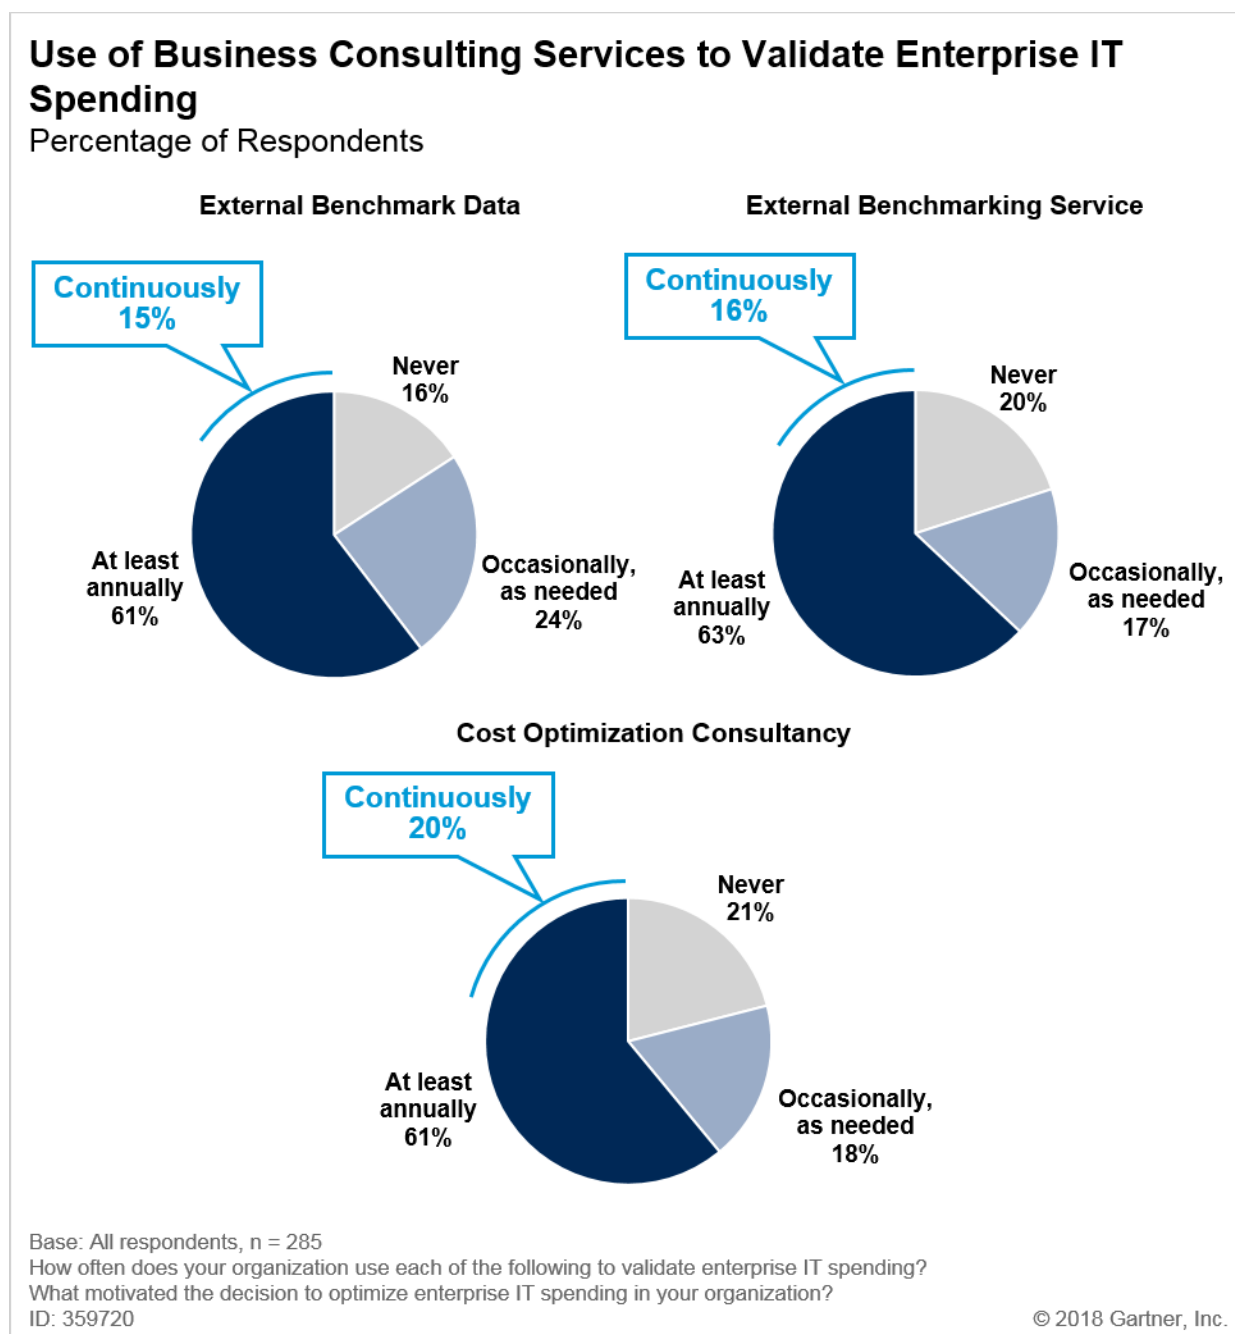 Use of Business Consulting Services to Validate Enterprise IT
Spending
Percentage of Respondents
External Benchmark Data
Continuously
15%
Never
16%
At least
annually
61%
Occasionally,
as needed
24%
External Benchmarking Service
Continuously
16%
Never
20%
At least
annually
63%
Occasionally,
as needed
17%
Cost Optimization Consultancy
Continuously
20%
Never
21%
At least
annually
61%
Occasionally,
as needed
18%
Base: All respondents, n = 285
How often does your organization use each of the following to validate enterprise IT spending?
What motivated the decision to optimize enterprise IT spending in your organization?
ID: 359720
© 2018 Gartner, Inc.